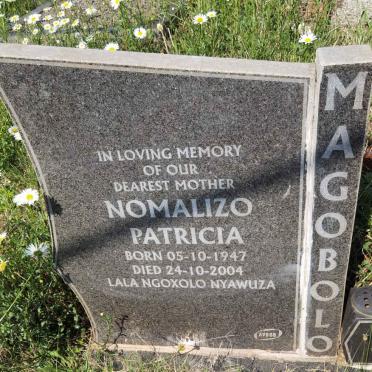 IN LOVING MEMORY
OF OUR
DEAREST MOTHER
NOMALIZO
PATRICIA
BORN 05-10-1947
DIED 24-10-2004
LALA NGOXOLO NYAWUZA
MAGOBOLO